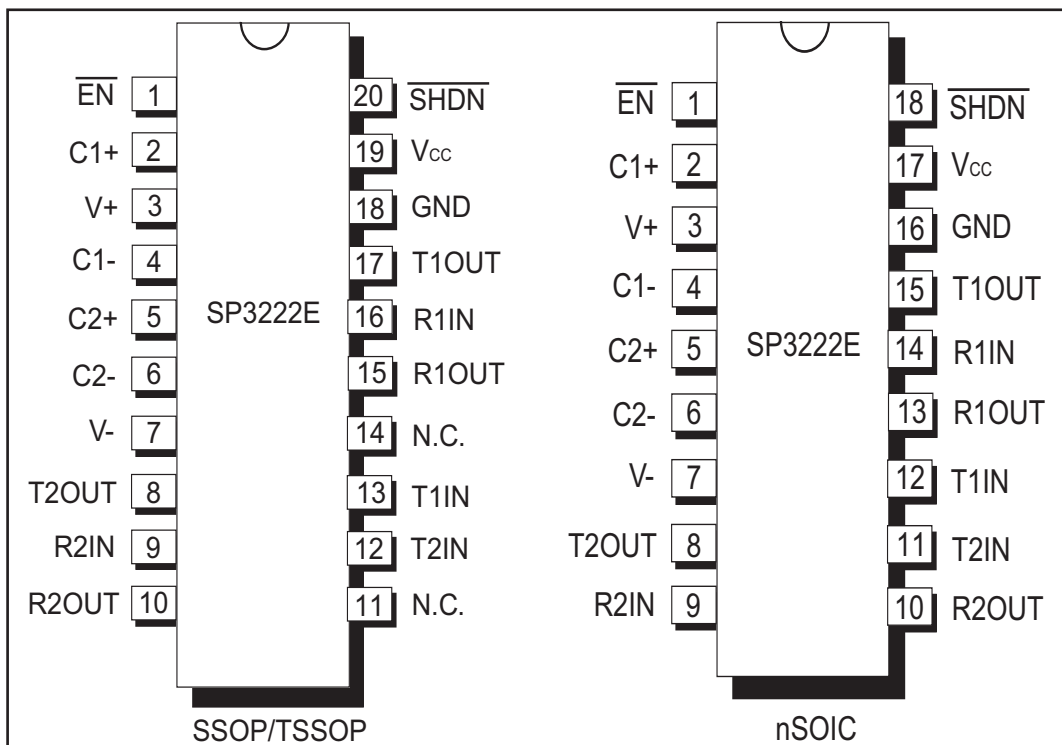 EN 1 20 SHDN
C1+ 2 19 Vcc
V+ 3 18 GND
C1- 4 17 T1OUT
C2+ 5 SP3222E 16 R1IN
C2- 6 15 R1OUT
V- 7 14 N.C.
T2OUT 8 13 T1IN
R2IN 9 12 T2IN
R2OUT 10 11 N.C.
SSOP/TSSOP
EN 1 18 SHDN
C1+ 2 17 Vcc
V+ 3 16 GND
C1- 4 15 T1OUT
C2+ 5 SP3222E 14 R1IN
C2- 6 13 R1OUT
V- 7 12 T1IN
T2OUT 8 11 T2IN
R2IN 9 10 R2OUT
nSOIC